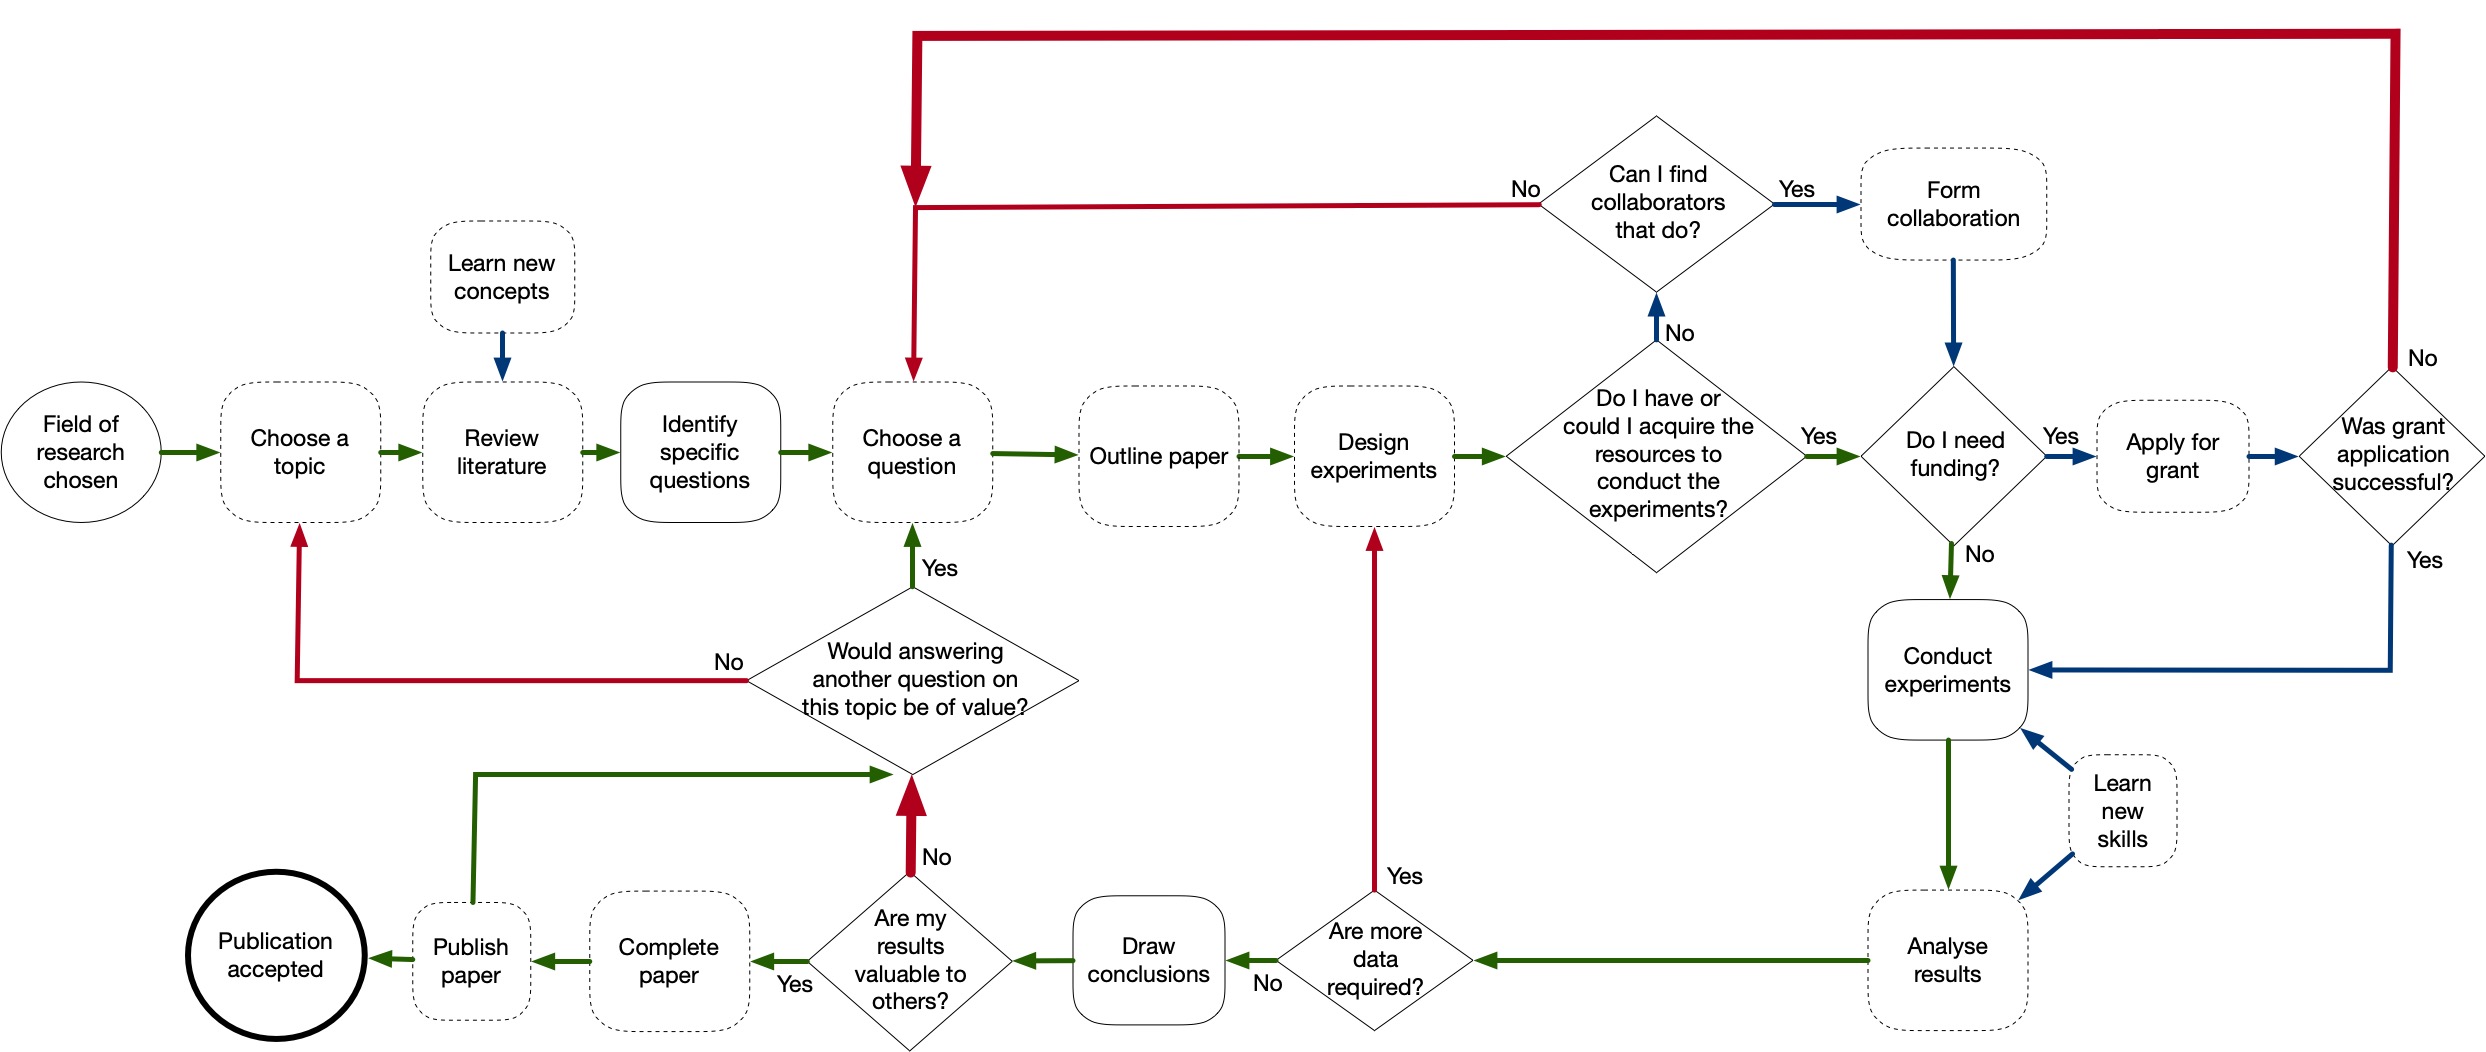 No
Can I find
collaborators
that do?
Yes
Form
collaboration
Learn new
concepts
No
No
Field of
research
chosen
Choose a
topic
Review
literature
Identify
specific
questions
Choose a
question
Outline paper
Design
experiments
Do I have or
could I acquire the
resources to
conduct the
experiments?
Yes
Do I need
funding?
Yes
Apply for
grant
Was grant
application
successful?
No
Yes
Yes
No
Would answering
another question on
this topic be of value?
Conduct
experiments
Learn
new
skills
No
Yes
Publication
accepted
Publish
paper
Complete
paper
Yes
Are my
results
valuable to
others?
Draw
conclusions
No
Are more
data
required?
Analyse
results